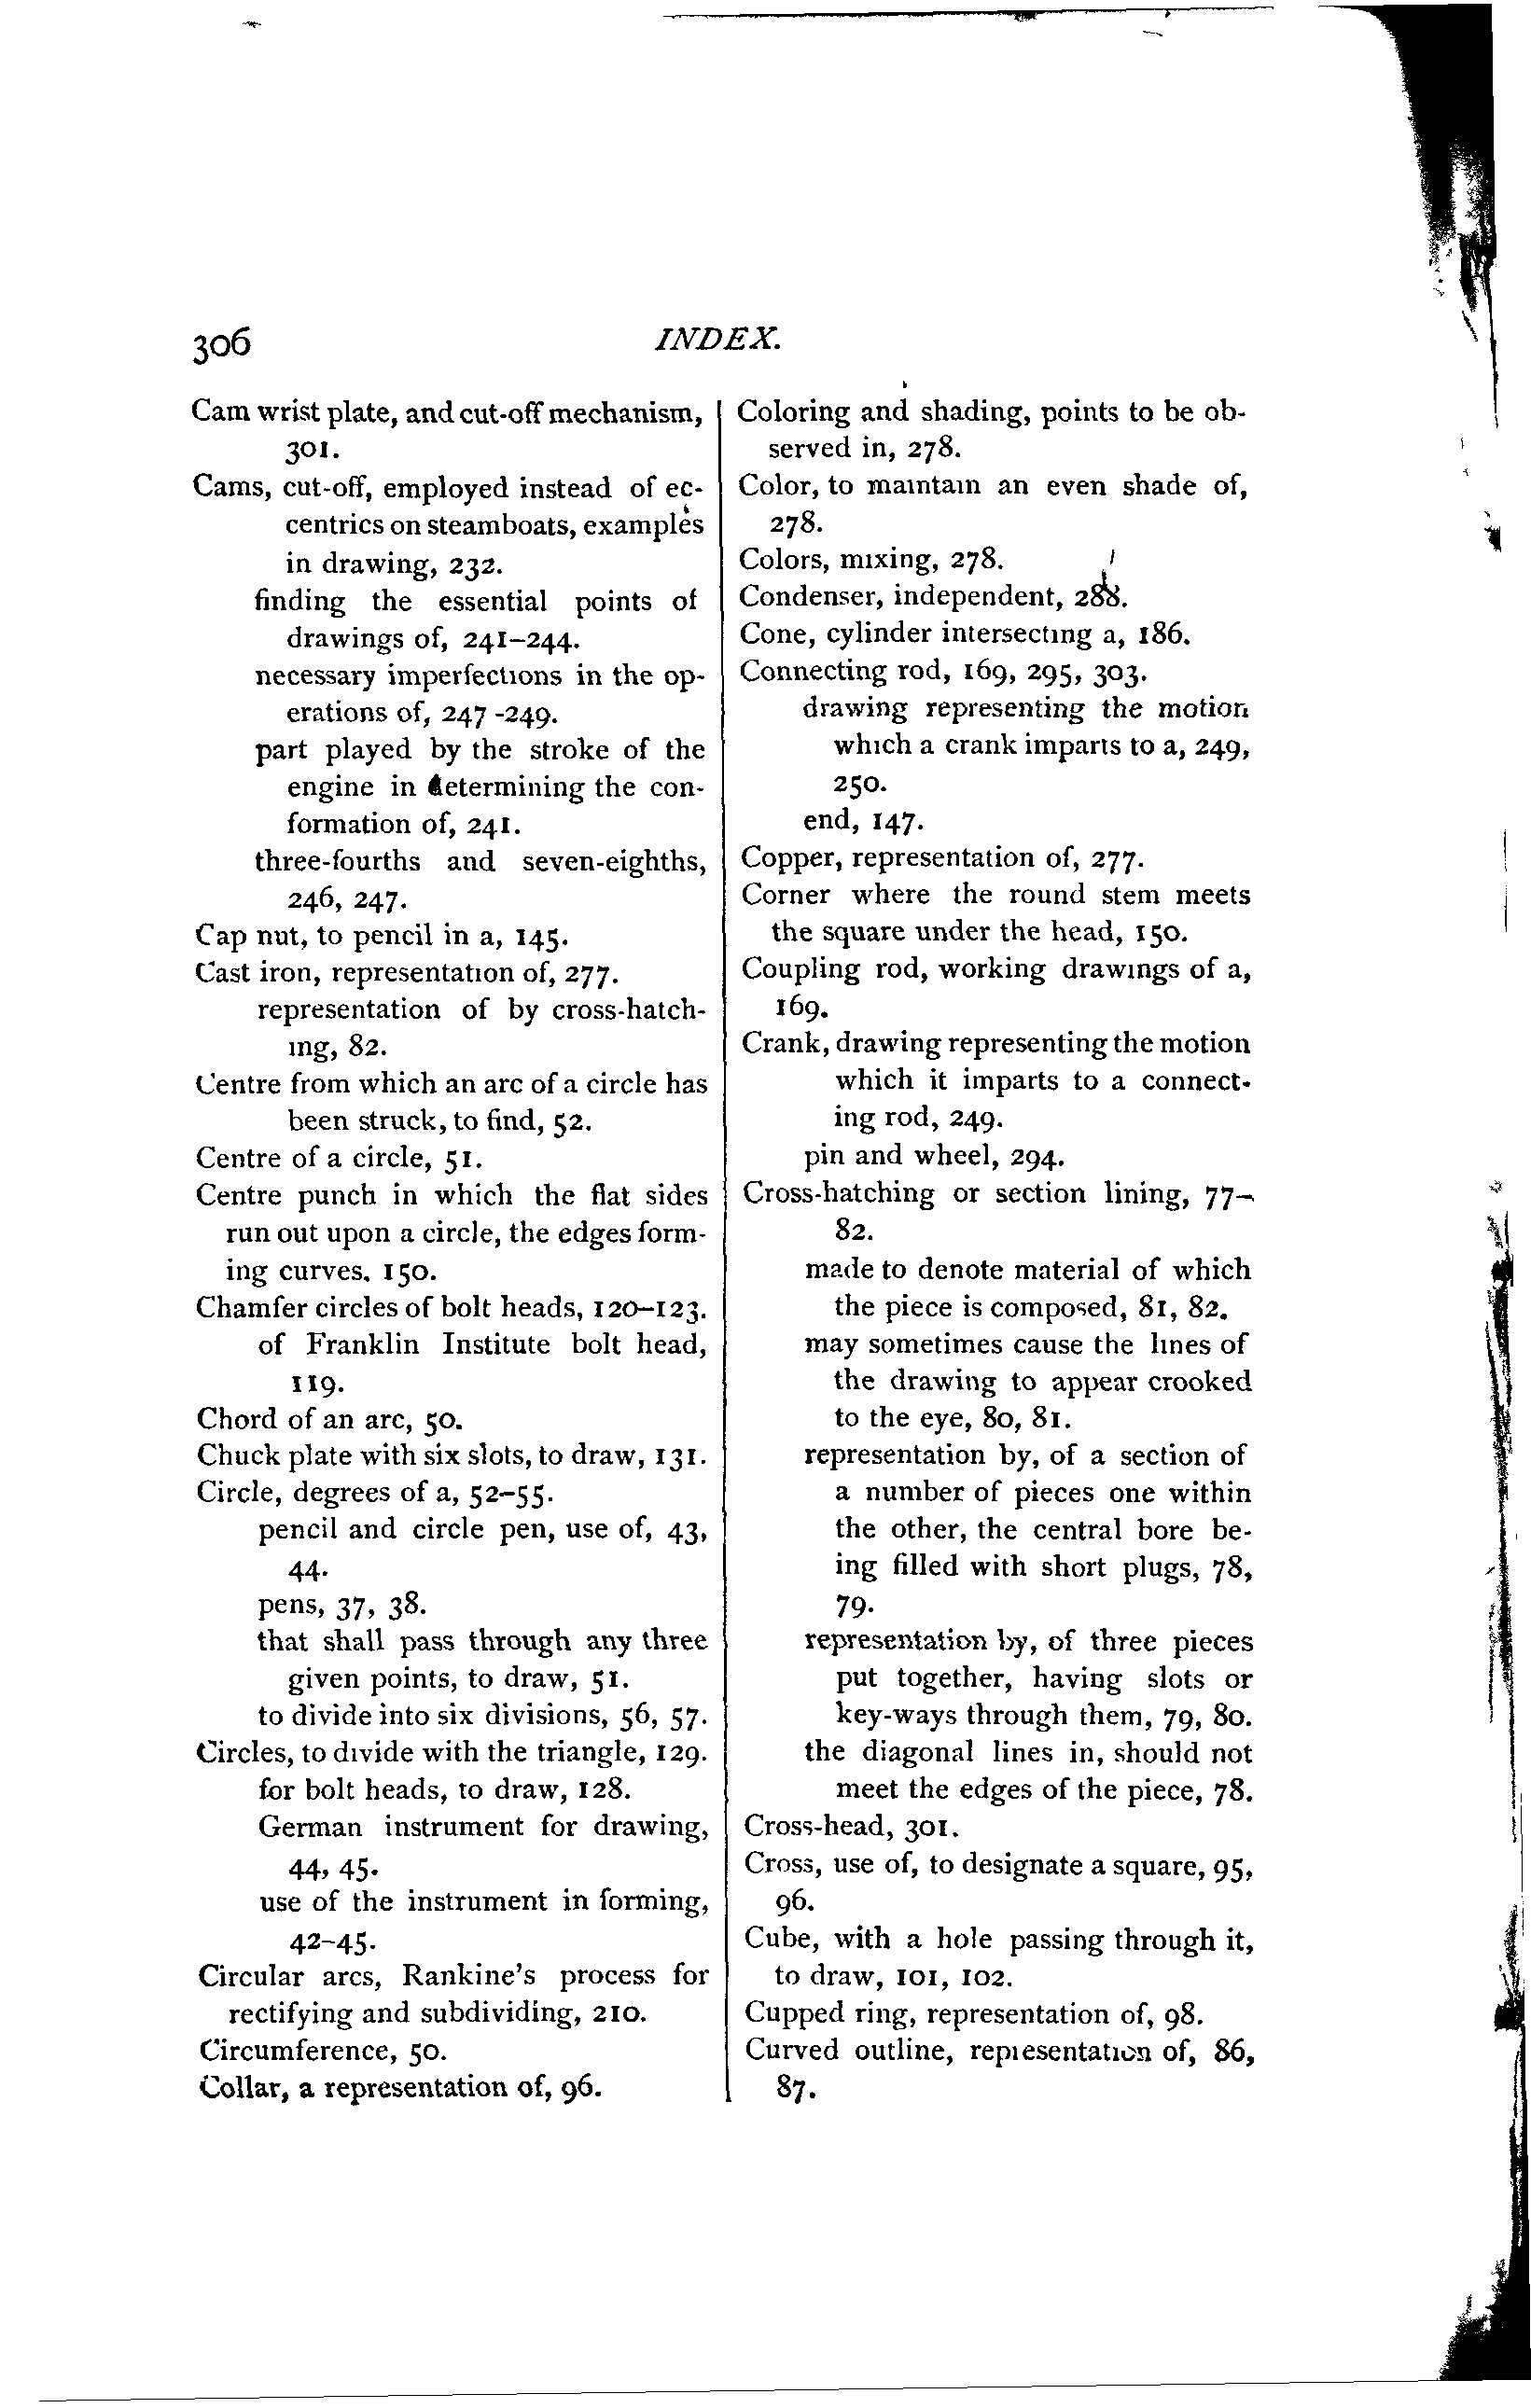 306
INDEX.
Cam wrist plate, and cut-off mechanism,
301.
Cams, cut-off, employed instead of ec-
centrics on steamboats, examples
in drawing, 232.
finding the essential points of
drawings of, 241–244.
necessary imperfections in the op-
erations of, 247-249.
part played by the stroke of the
engine in determining the con-
formation of, 241.
three-fourths and seven-eighths,
246, 247.
Cap nut, to pencil in a, 145.
Cast iron, representation of, 277.
representation of by cross-hatch-
ing, 82.
Centre from which an arc of a circle has
been struck, to find, 52.
Centre of a circle, 51.
Centre punch in which the flat sides
run out upon a circle, the edges form-
ing curves, 150.
Chamfer circles of bolt heads, 120–123.
of Franklin Institute bolt head,
119.
Chord of an arc, 50.
Chuck plate with six slots, to draw, 131.
Circle, degrees of a, 52–55.
pencil and circle pen, use of, 43,
44.
pens, 37, 38.
that shall pass through any three
given points, to draw, 51.
to divide into six divisions, 56, 57.
Circles, to divide with the triangle, 129.
for bolt heads, to draw, 128.
German instrument for drawing,
44, 45.
use of the instrument in forming,
42–45.
Circular arcs, Rankine's process for
rectifying and subdividing, 210.
Circumference, 50.
Collar, a representation of, 96.
Coloring and shading, points to be ob-
served in, 278.
Color, to maintain an even shade of,
278.
Colors, mixing, 278.
Condenser, independent, 288.
Cone, cylinder intersecting a, 186.
Connecting rod, 169, 295, 303.
drawing representing the motion
which a crank imparts to a, 249,
250.
end, 147.
Copper, representation of, 277.
Corner where the round stem meets
the square under the head, 150.
Coupling rod, working drawings of a,
169.
Crank, drawing representing the motion
which it imparts to a connect-
ing rod, 249.
pin and wheel, 294.
Cross-hatching or section lining, 77–
82.
made to denote material of which
the piece is composed, 81, 82.
may sometimes cause the lines of
the drawing to appear crooked
to the eye, 80, 81.
representation by, of a section of
a number of pieces one within
the other, the central bore be-
ing filled with short plugs, 78,
79.
representation by, of three pieces
put together, having slots or
key-ways through them, 79, 80.
the diagonal lines in, should not
meet the edges of the piece, 78.
Cross-head, 301.
Cross, use of, to designate a square, 95,
96.
Cube, with a hole passing through it,
to draw, 101, 102.
Cupped ring, representation of, 98.
Curved outline, representation of, 86,
87.